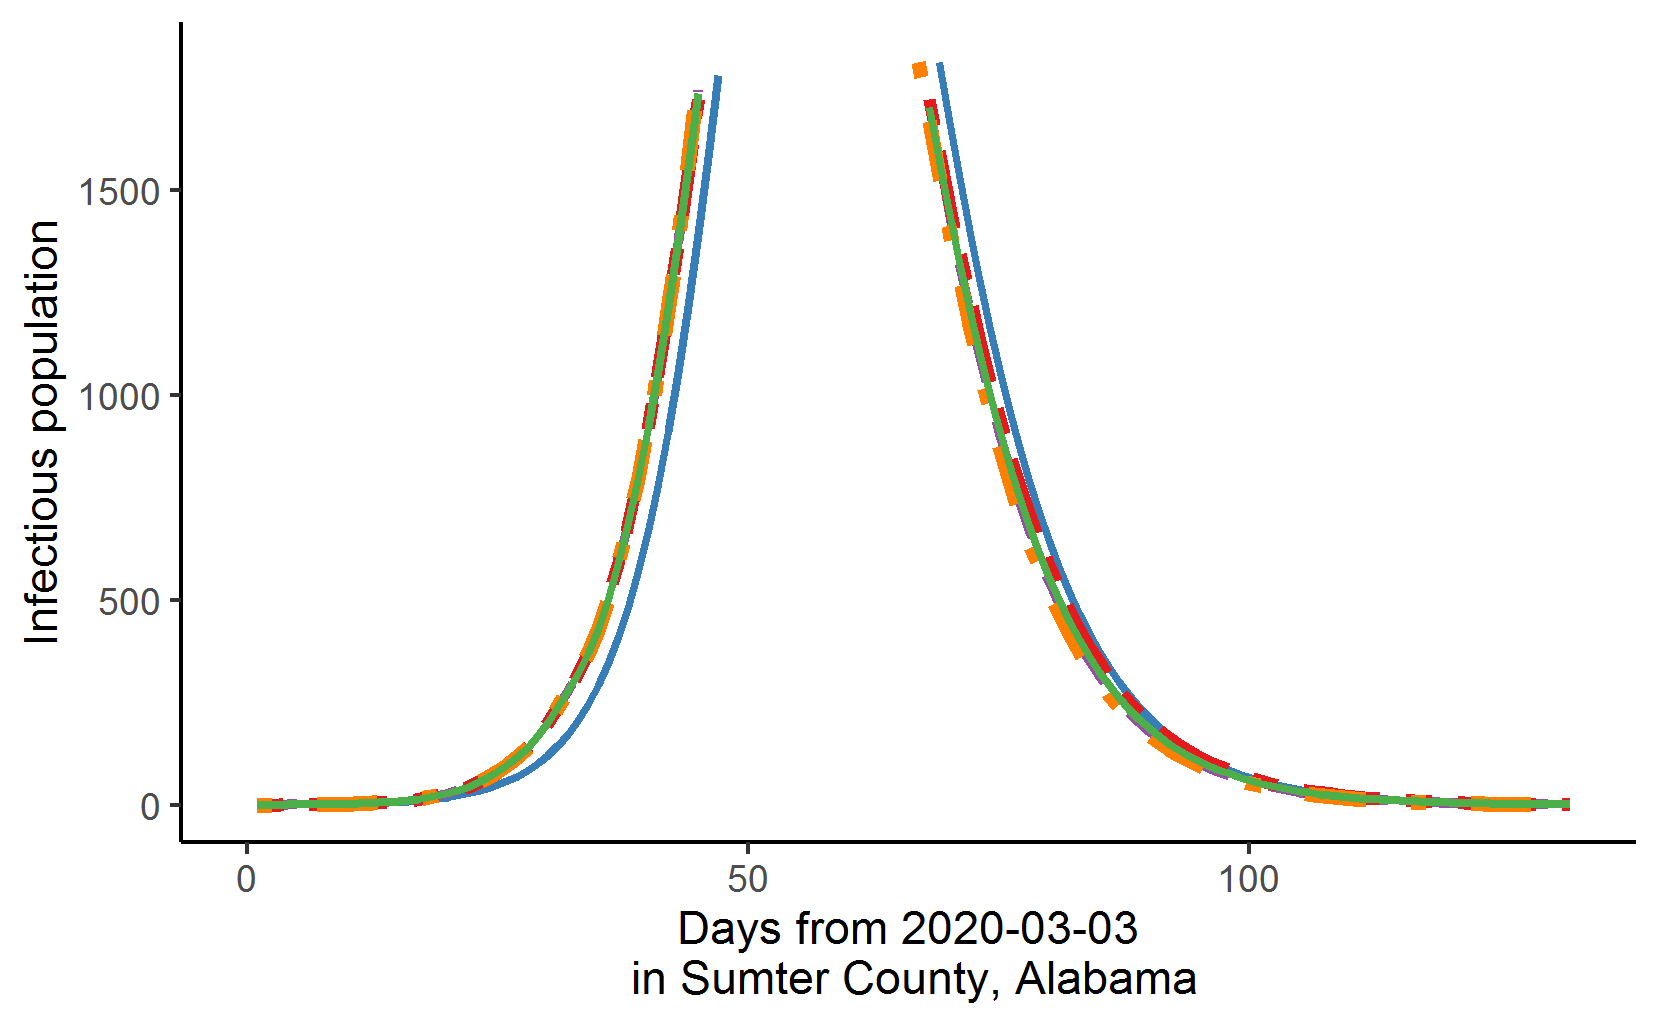 Infectious population
1500
1000
500
0
0 50 100
Days from 2020-03-03
in Sumter County, Alabama